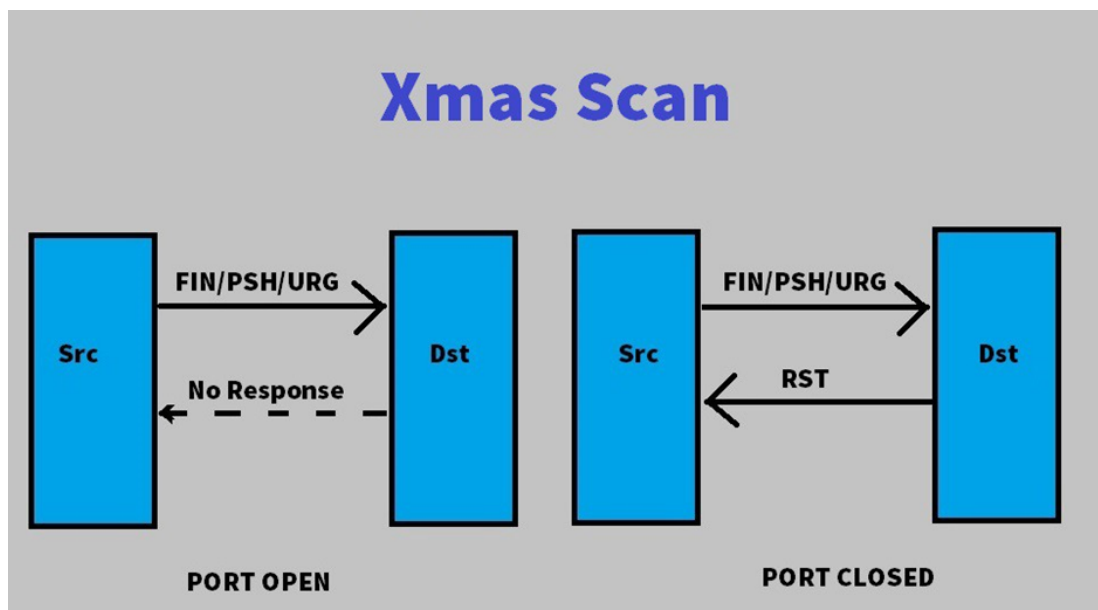 Xmas Scan
FIN/PSH/URG
Src
Dst
No Response
PORT OPEN
FIN/PSH/URG
Src
Dst
RST
PORT CLOSED